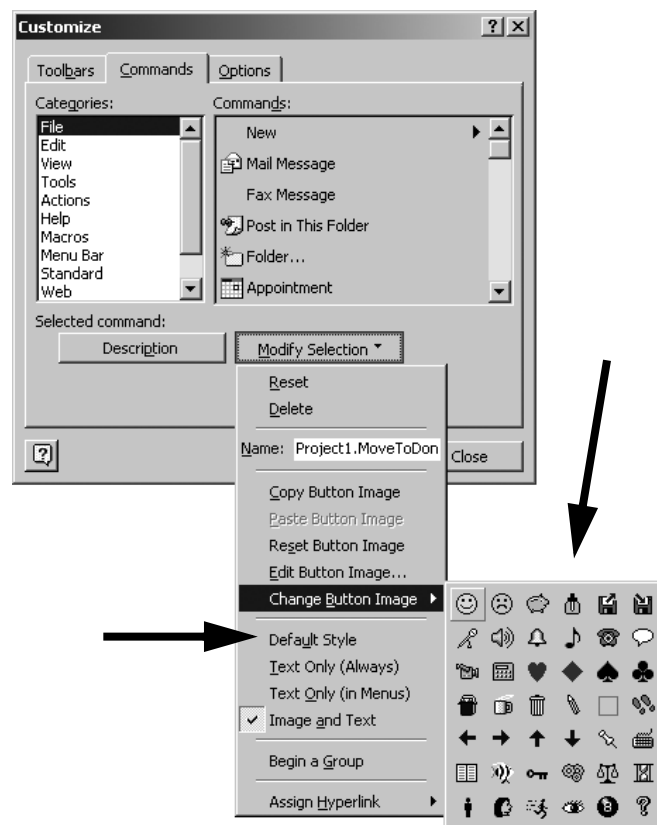 Customize
Toolbars Commands Options
Categories: Commands:
File
Edit
View
Tools
Actions
Help
Macros
Menu Bar
Standard
Web
New
Mail Message
Fax Message
Post in This Folder
Folder...
Appointment
Selected command:
Description Modify Selection
Reset
Delete
Name: Project1.MoveToDon
Close
Copy Button Image
Paste Button Image
Reset Button Image
Edit Button Image...
Change Button Image
Default Style
Text Only (Always)
Text Only (in Menus)
Image and Text
Begin a Group
Assign Hyperlink